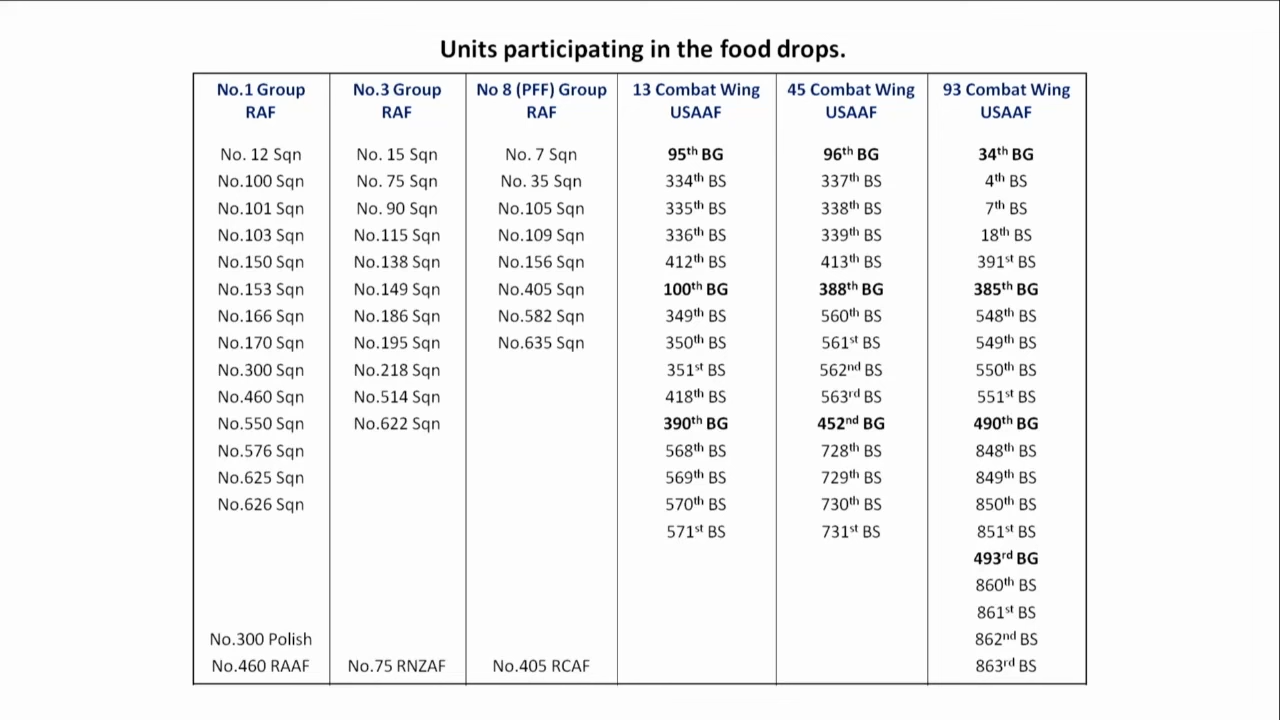 Units participating in the food drops.
No.1 Group RAF No.3 Group RAF No 8 (PFF) Group RAF 13 Combat Wing USAAF 45 Combat Wing USAAF 93 Combat Wing USAAF
No. 12 Sqn No. 15 Sqn No. 7 Sqn 95th BG 96th BG 34th BG
No.100 Sqn No. 75 Sqn No. 35 Sqn 334th BS 337th BS 4th BS
No.101 Sqn No. 90 Sqn No.105 Sqn 335th BS 338th BS 7th BS
No.103 Sqn No.115 Sqn No.109 Sqn 336th BS 339th BS 18th BS
No.150 Sqn No.138 Sqn No.156 Sqn 412th BS 413th BS 391st BS
No.153 Sqn No.149 Sqn No.405 Sqn 100th BG 388th BG 385th BG
No.166 Sqn No.186 Sqn No.582 Sqn 349th BS 560th BS 548th BS
No.170 Sqn No.195 Sqn No.635 Sqn 350th BS 561st BS 549th BS
No.300 Sqn No.218 Sqn 351st BS 562nd BS 550th BS
No.460 Sqn No.514 Sqn 418th BS 563rd BS 551st BS
No.550 Sqn No.622 Sqn 390th BG 452nd BG 490th BG
No.576 Sqn 568th BS 728th BS 848th BS
No.625 Sqn 569th BS 729th BS 849th BS
No.626 Sqn 570th BS 730th BS 850th BS
571st BS 731st BS 851st BS
493rd BG
860th BS
861st BS
No.300 Polish 862nd BS
No.460 RAAF No.75 RNZAF No.405 RCAF 863rd BS